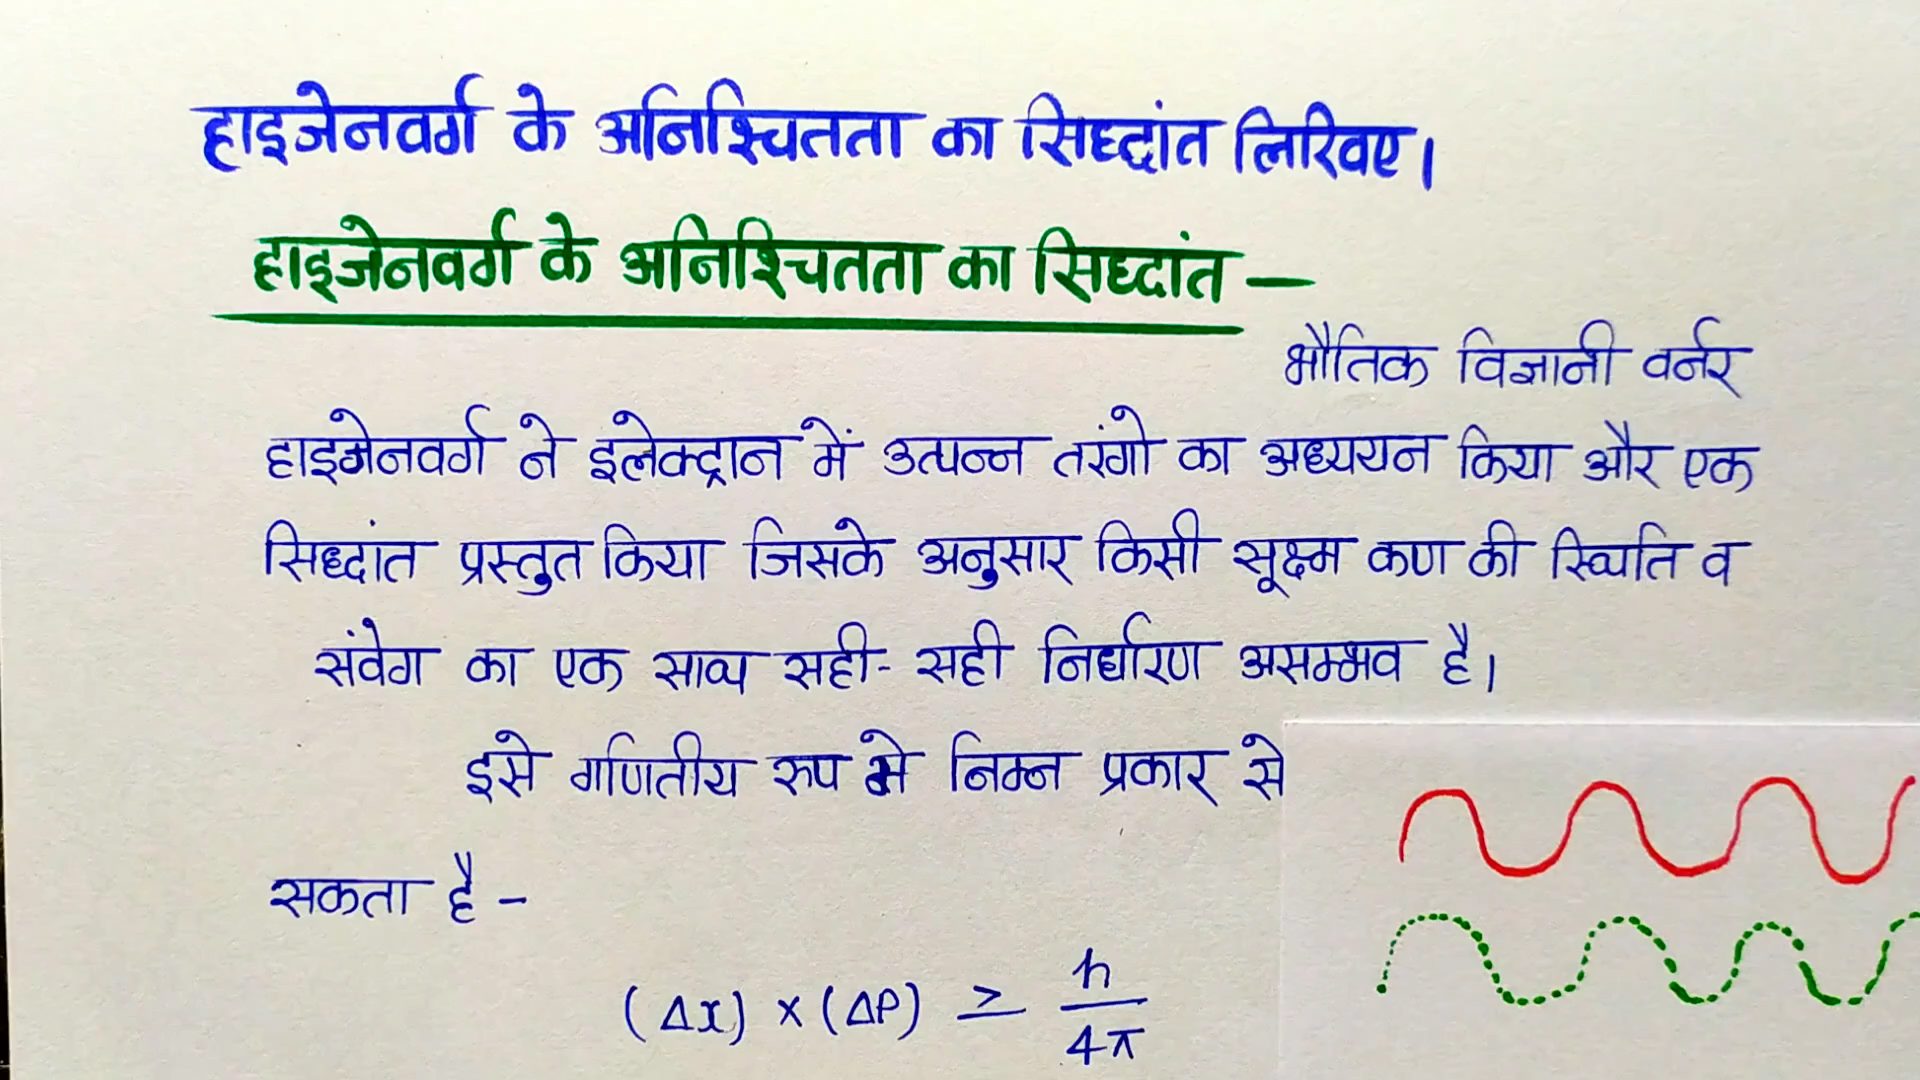 हाइजेनवर्ग के अनिश्चितता का सिध्दांत लिखिए।
हाइजेनवर्ग के अनिश्चितता का सिध्दांत —
भौतिक विज्ञानी वर्नर
हाइजेनवर्ग ने इलेक्ट्रान में उत्पन्न तरंगो का अध्ययन किया और एक
सिध्दांत प्रस्तुत किया जिसके अनुसार किसी सूक्ष्म कण की स्थिति व
संवेग का एक साथ सही- सही निर्धारण असम्भव है।
इसे गणितीय रुप से निम्न प्रकार से
सकता है -
(Δx) × (ΔP) ≥ h/4π